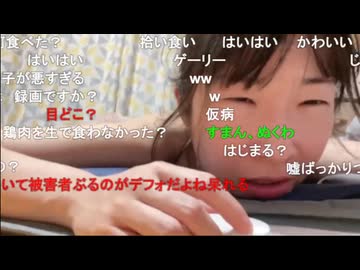 可食べた？ 拾い食い はいはい かわいい
はいはい ゲーリー じ
子が悪すぎる ww
録画ですか？ w
目どこ？ 仮病
鶏肉を生で食わなかった？ すまん、ぬくわ
はじまる？
の？ 嘘ばっかりつ
いて被害者ぶるのがデフォだよね呆れる